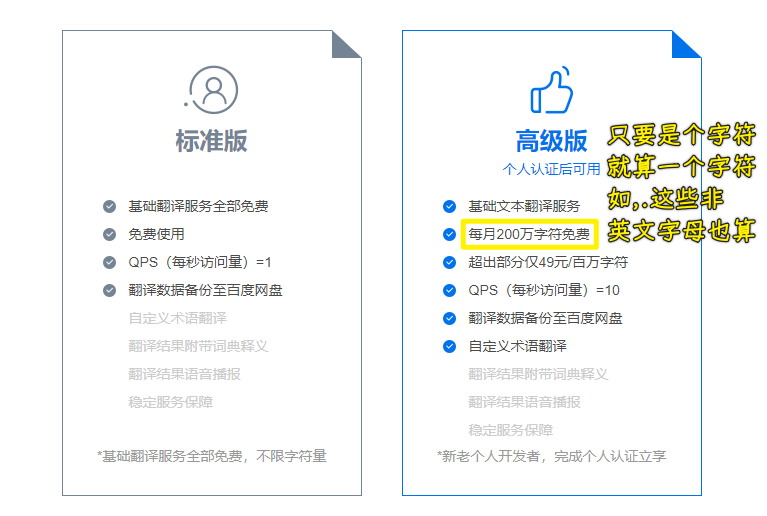 标准版
基础翻译服务全部免费
免费使用
QPS（每秒访问量）=1
翻译数据备份至百度网盘
自定义术语翻译
翻译结果附带词典释义
翻译结果语音播报
稳定服务保障
*基础翻译服务全部免费，不限字符量
高级版
个人认证后可用
基础文本翻译服务
每月200万字符免费
超出部分仅49元/百万字符
QPS（每秒访问量）=10
翻译数据备份至百度网盘
自定义术语翻译
翻译结果附带词典释义
翻译结果语音播报
稳定服务保障
*新老个人开发者，完成个人认证立享
只要是个字符
就算一个字符
如,.这些非
英文字母也算